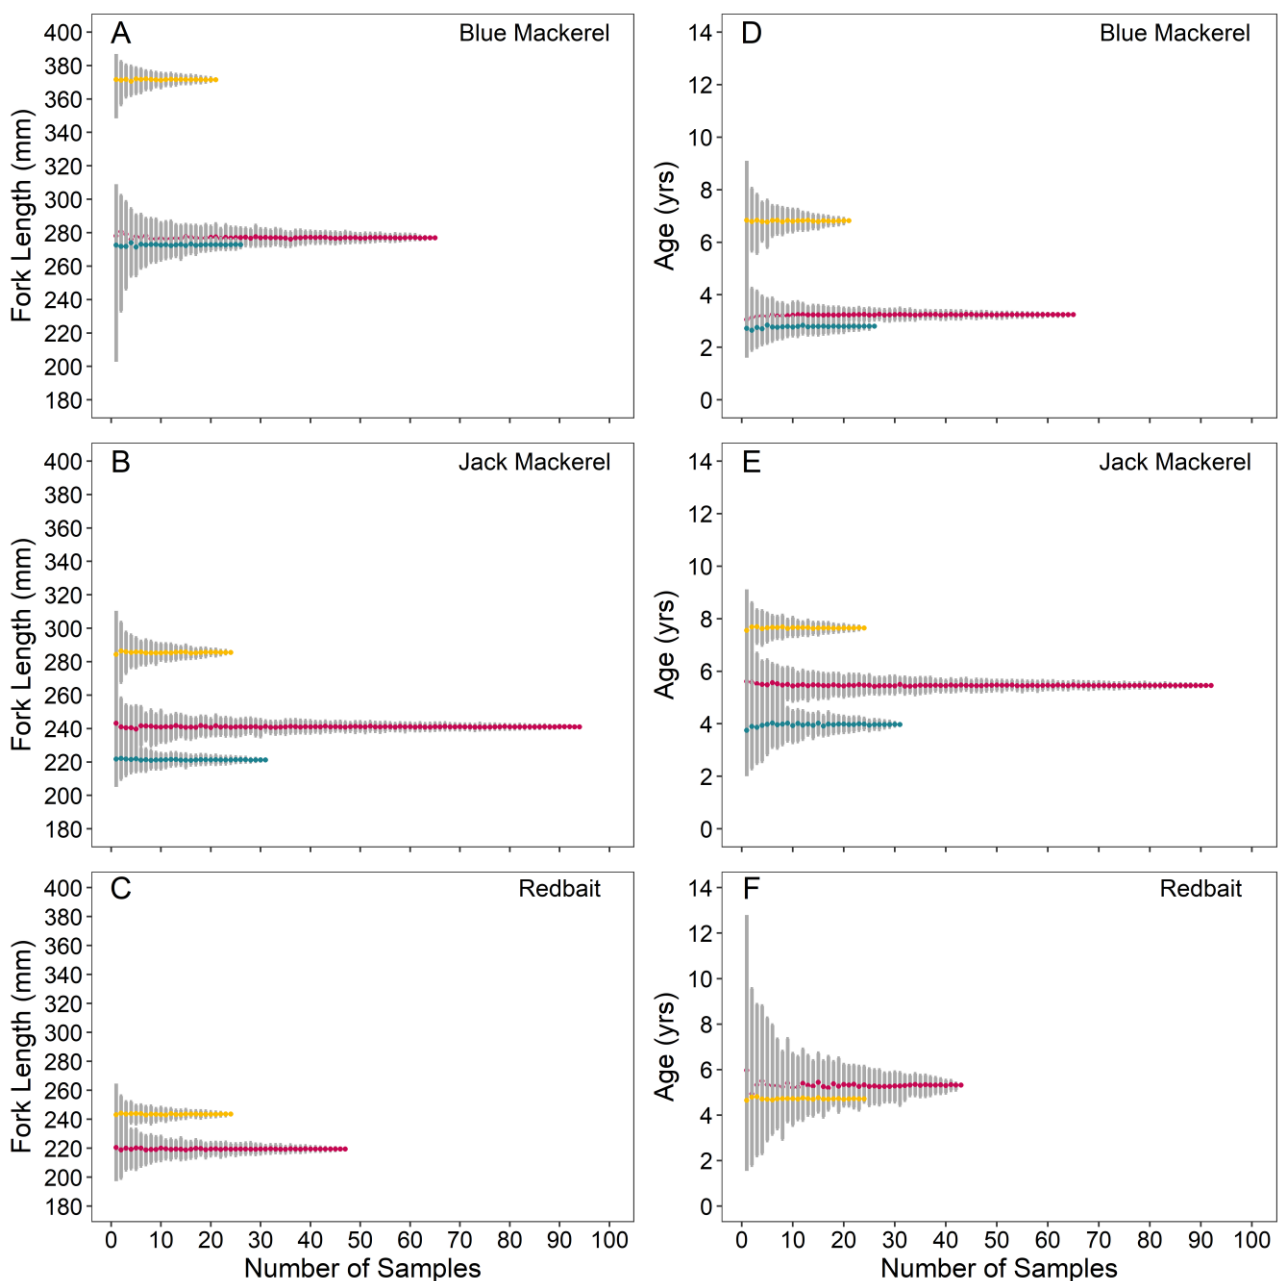 A
Blue Mackerel
Fork Length (mm)
400
380
360
340
320
300
280
260
240
220
200
180
D
Blue Mackerel
Age (yrs)
14
12
10
8
6
4
2
0
B
Jack Mackerel
Fork Length (mm)
400
380
360
340
320
300
280
260
240
220
200
180
E
Jack Mackerel
Age (yrs)
14
12
10
8
6
4
2
0
C
Redbait
Fork Length (mm)
400
380
360
340
320
300
280
260
240
220
200
180
0 10 20 30 40 50 60 70 80 90 100
Number of Samples
F
Redbait
Age (yrs)
14
12
10
8
6
4
2
0
0 10 20 30 40 50 60 70 80 90 100
Number of Samples